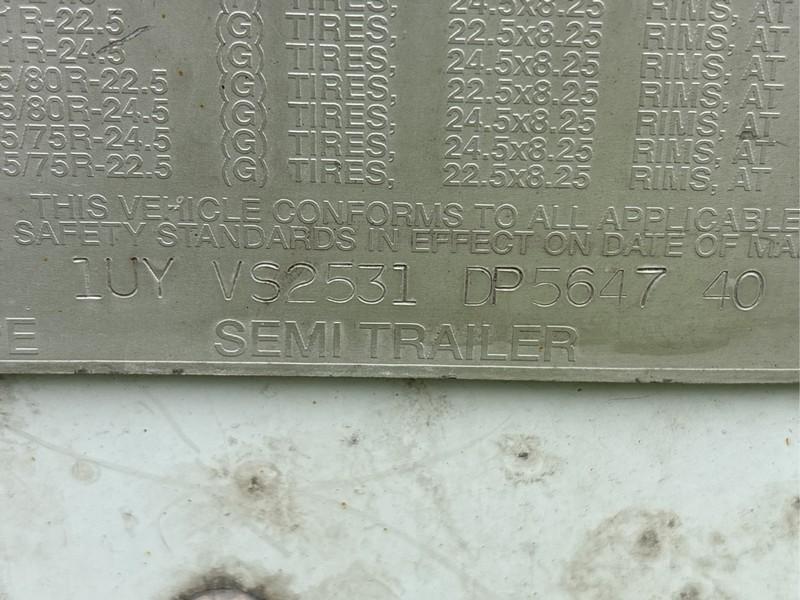 24.5x8.25
R-22.5 (G) TIRES, 22.5x8.25 RIMS, AT
1R-24.5 (G) TIRES, 24.5x8.25 RIMS, AT
5/80R-22.5 (G) TIRES, 22.5x8.25 RIMS, AT
5/80R-24.5 (G) TIRES, 24.5x8.25 RIMS, AT
5/75R-24.5 (G) TIRES, 24.5x8.25 RIMS, AT
5/75R-22.5 (G) TIRES, 22.5x8.25 RIMS, AT
THIS VEHICLE CONFORMS TO ALL APPLICABLE
SAFETY STANDARDS IN EFFECT ON DATE OF MA
1UY VS2531 DP5647 40
PE SEMI TRAILER